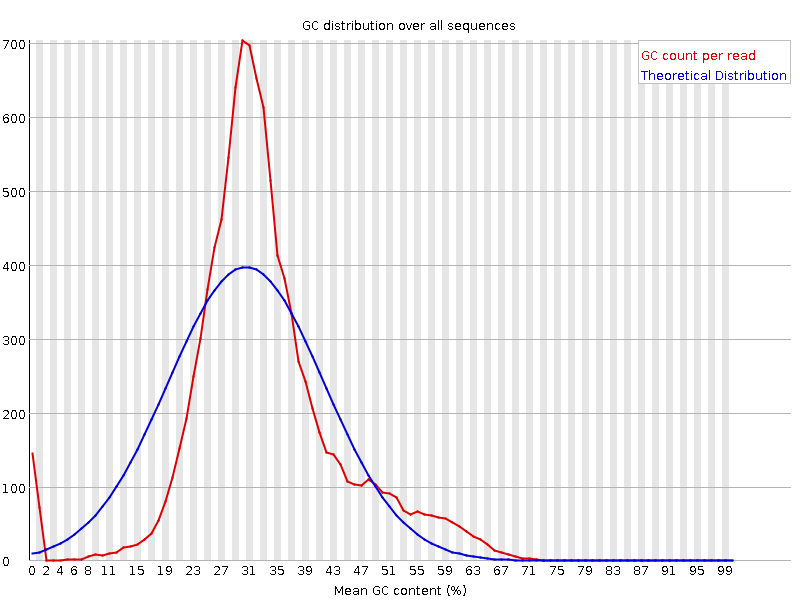 GC distribution over all sequences
GC count per read
Theoretical Distribution
700
600
500
400
300
200
100
0
0 2 4 6 8 11 15 19 23 27 31 35 39 43 47 51 55 59 63 67 71 75 79 83 87 91 95 99
Mean GC content (%)